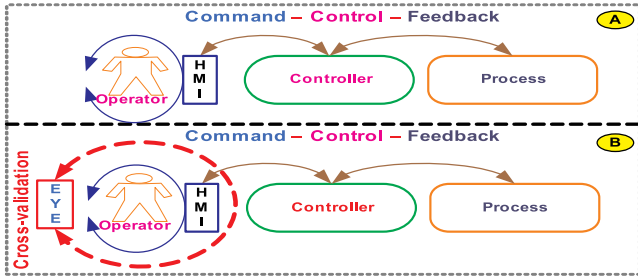 Command – Control – Feedback
A
Operator
HMI
Controller
Process
Command – Control – Feedback
B
Cross-validation
EYE
Operator
HMI
Controller
Process